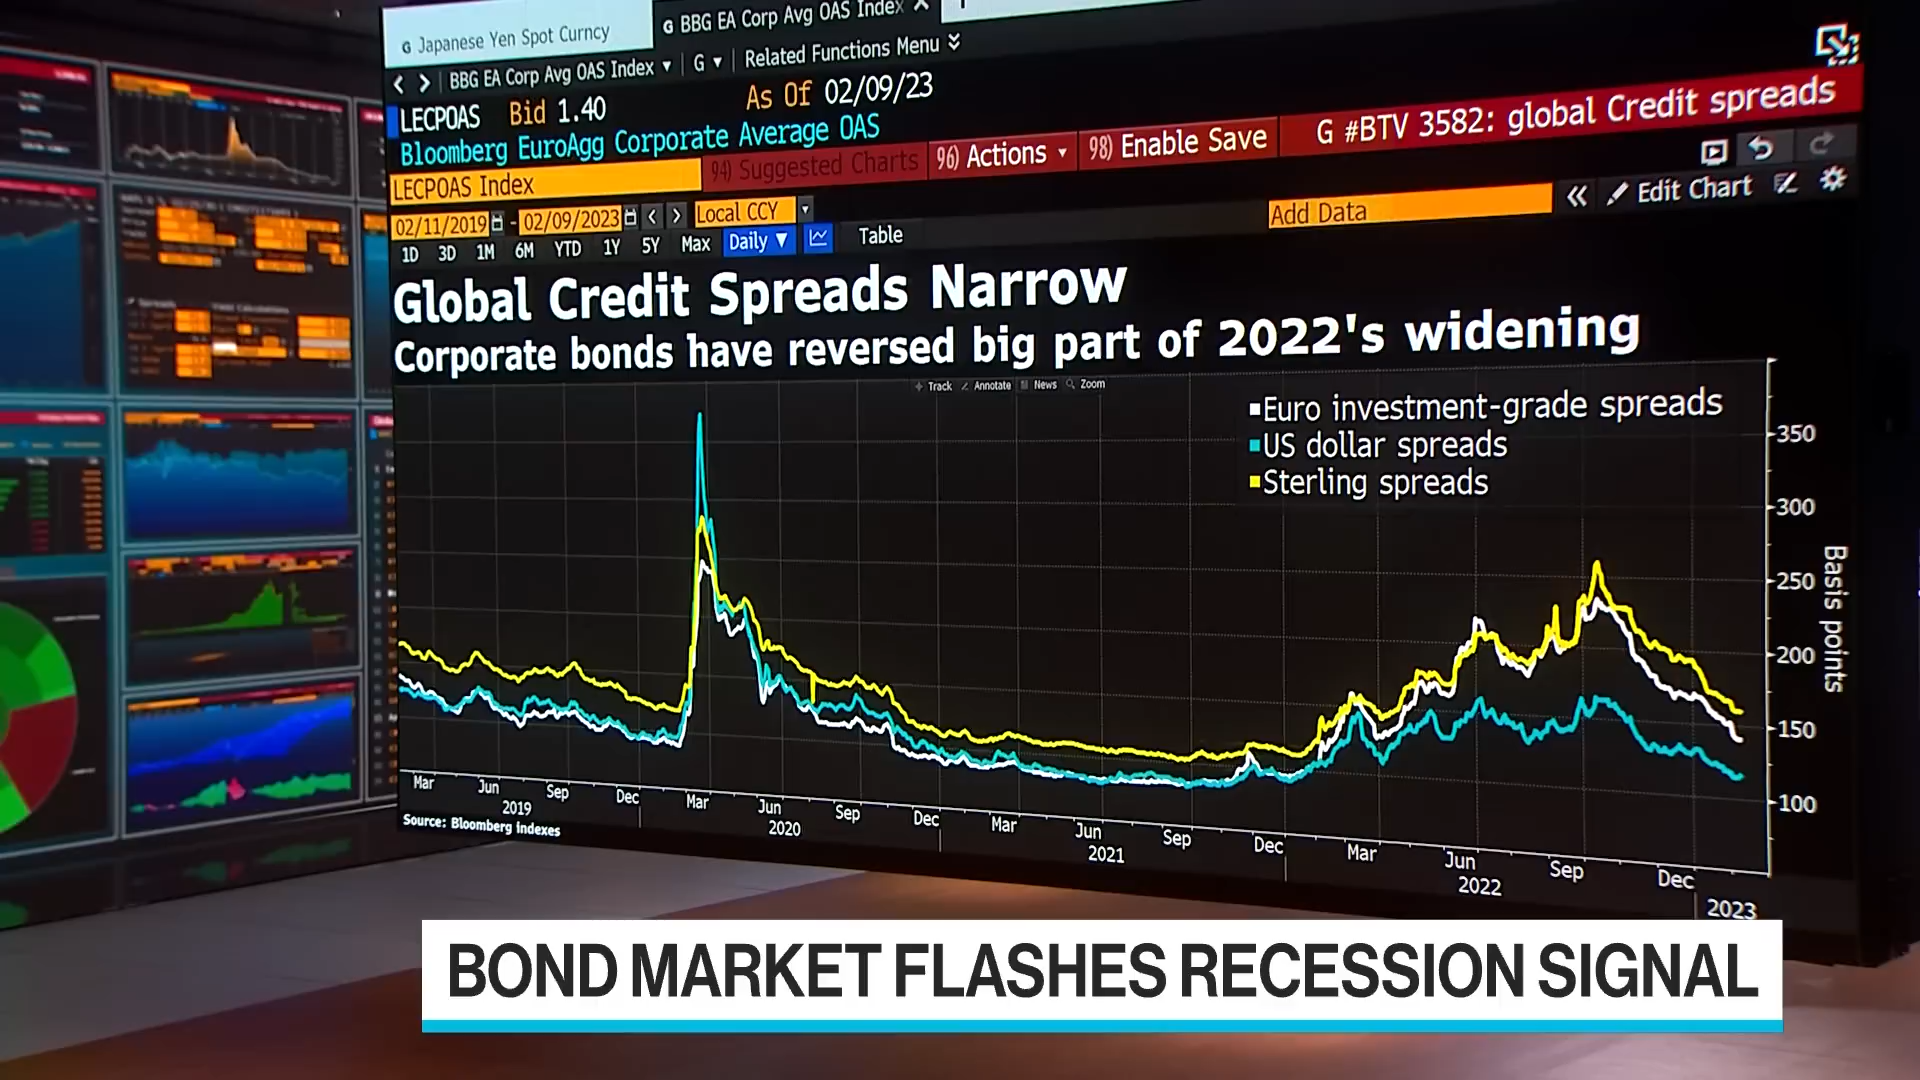 G Japanese Yen Spot Curncy
G BBG EA Corp Avg OAS Index
BBG EA Corp Avg OAS Index
G
Related Functions Menu
LECPOAS Bid 1.40 As Of 02/09/23
Bloomberg EuroAgg Corporate Average OAS
LECPOAS Index
94) Suggested Charts
96) Actions
98) Enable Save
G #BTV 3582: global Credit spreads
02/11/2019 - 02/09/2023
Local CCY
Add Data
Edit Chart
1D 3D 1M 6M YTD 1Y 5Y Max Daily Table
Global Credit Spreads Narrow
Corporate bonds have reversed big part of 2022's widening
Track Annotate News Zoom
Euro investment-grade spreads
US dollar spreads
Sterling spreads
350
300
250
200
150
100
Basis points
Mar Jun Sep Dec Mar Jun Sep Dec Mar Jun Sep Dec Mar Jun Sep Dec
2019 2020 2021 2022 2023
Source: Bloomberg indexes
BOND MARKET FLASHES RECESSION SIGNAL